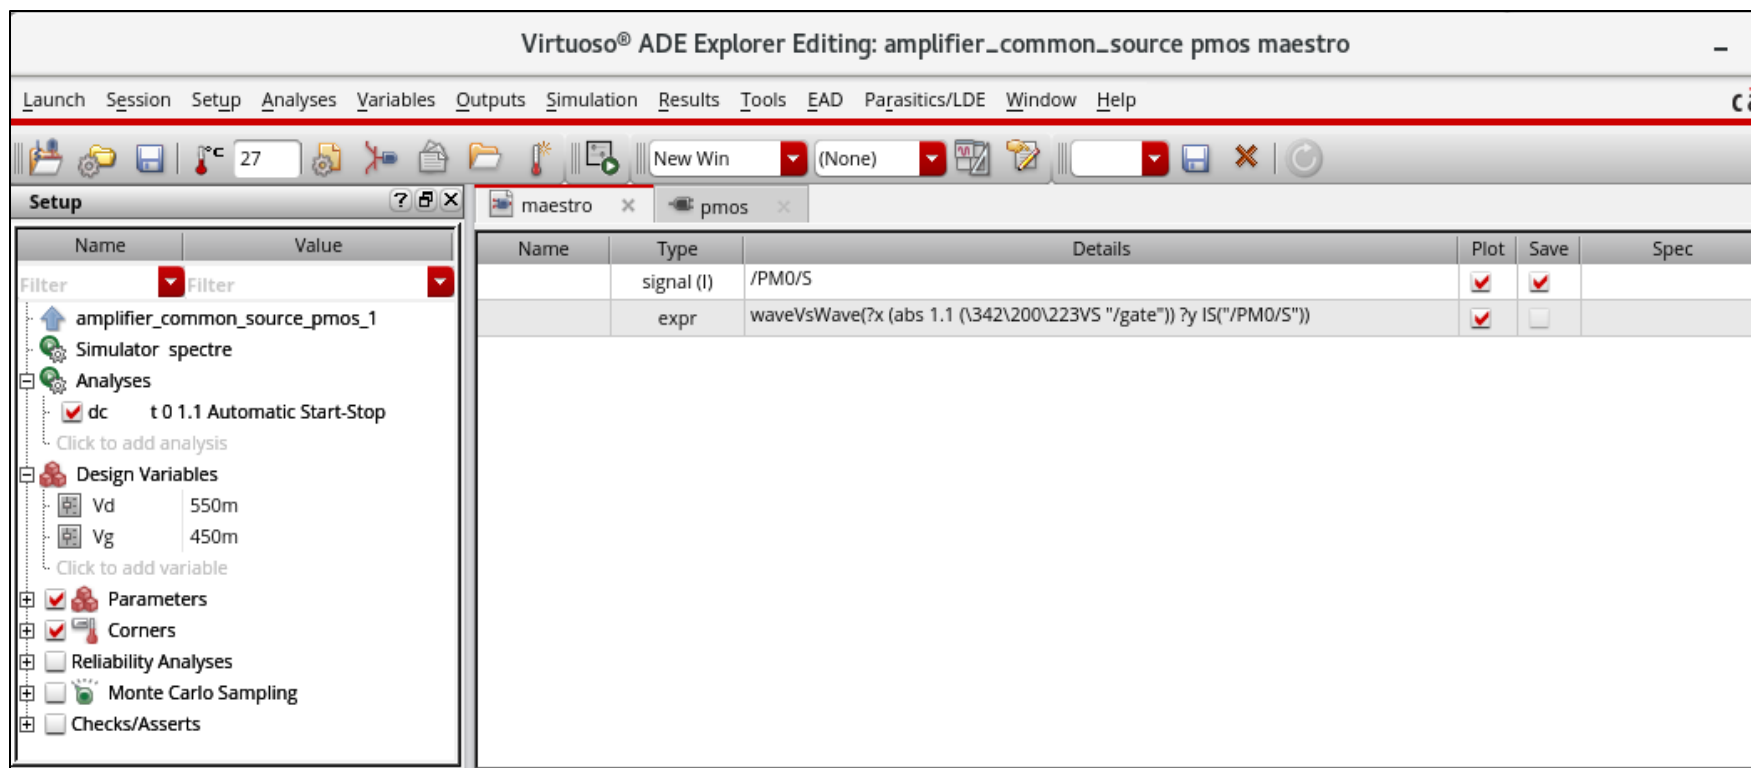 Virtuoso® ADE Explorer Editing: amplifier_common_source pmos maestro
Launch Session Setup Analyses Variables Outputs Simulation Results Tools EAD Parasitics/LDE Window Help
°C 27 New Win (None)
Setup
maestro pmos
Name Value
Name Type Details Plot Save Spec
Filter Filter
signal (I) /PM0/S
amplifier_common_source_pmos_1
expr waveVsWave(?x (abs 1.1 (\342\200\223VS "/gate")) ?y IS("/PM0/S"))
Simulator spectre
Analyses
dc t 0 1.1 Automatic Start-Stop
Click to add analysis
Design Variables
Vd 550m
Vg 450m
Click to add variable
Parameters
Corners
Reliability Analyses
Monte Carlo Sampling
Checks/Asserts